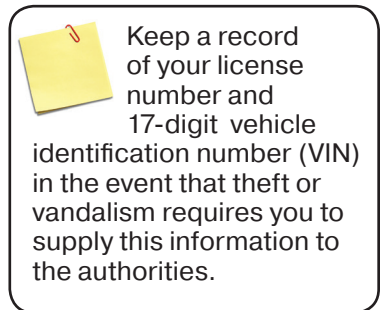 Keep a record
of your license
number and
17-digit vehicle
identification number (VIN)
in the event that theft or
vandalism requires you to
supply this information to
the authorities.